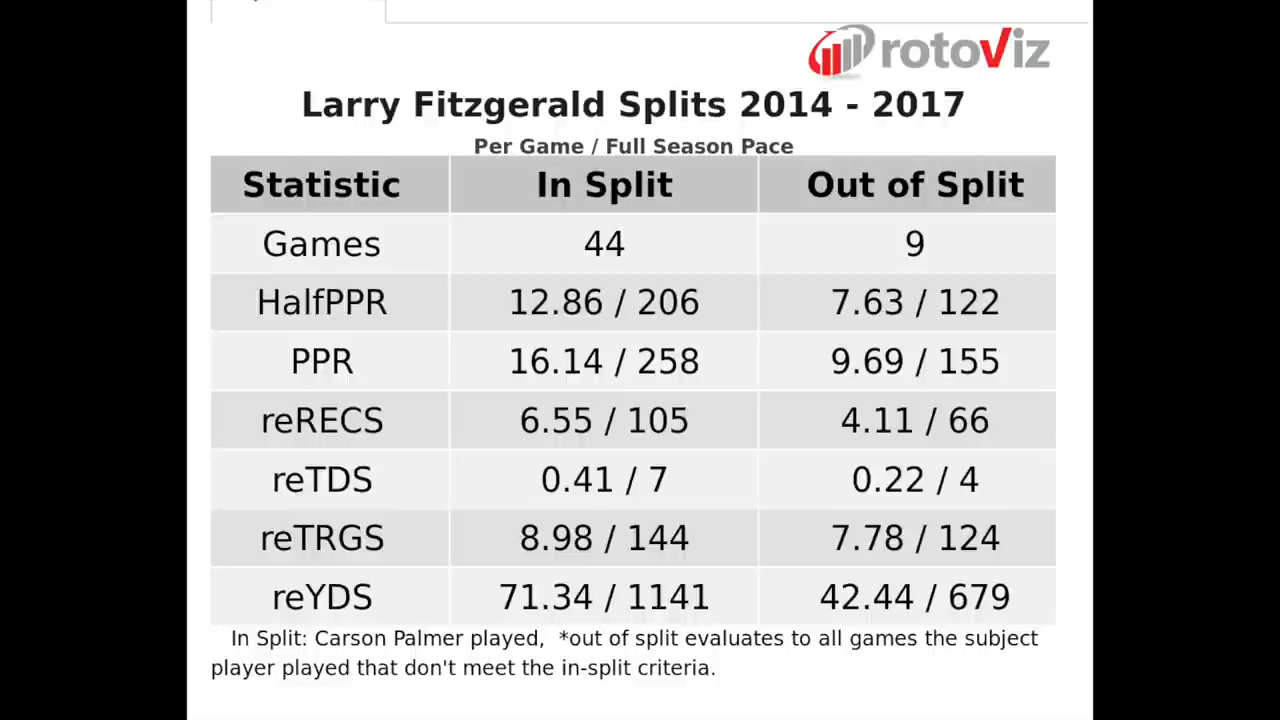 rotoViz
Larry Fitzgerald Splits 2014 - 2017
Per Game / Full Season Pace
Statistic In Split Out of Split
Games 44 9
HalfPPR 12.86 / 206 7.63 / 122
PPR 16.14 / 258 9.69 / 155
reRECS 6.55 / 105 4.11 / 66
reTDS 0.41 / 7 0.22 / 4
reTRGS 8.98 / 144 7.78 / 124
reYDS 71.34 / 1141 42.44 / 679
In Split: Carson Palmer played, *out of split evaluates to all games the subject
player played that don't meet the in-split criteria.